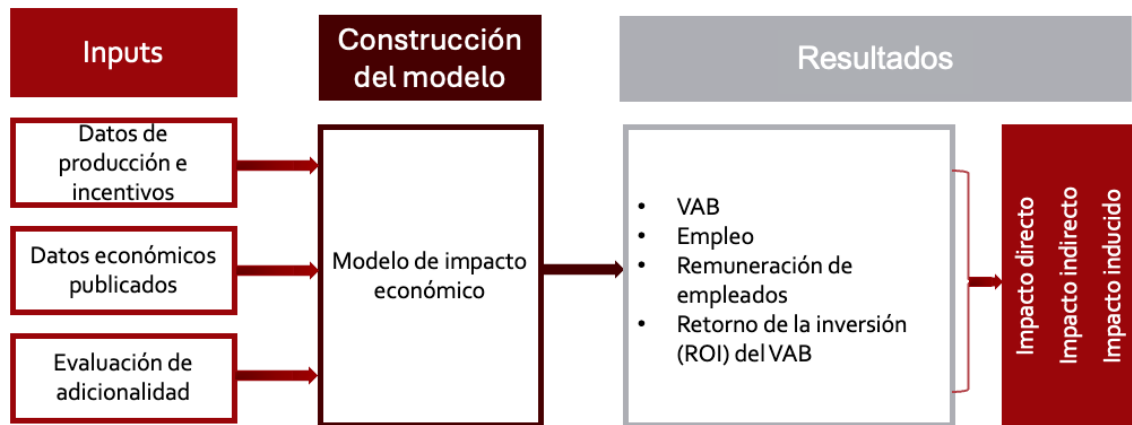 Inputs
Construcción
del modelo
Resultados
Datos de
producción e
incentivos
Datos económicos
publicados
Evaluación de
adicionalidad
Modelo de impacto
económico
• VAB
• Empleo
• Remuneración de
empleados
• Retorno de la inversión
(ROI) del VAB
Impacto directo
Impacto indirecto
Impacto inducido